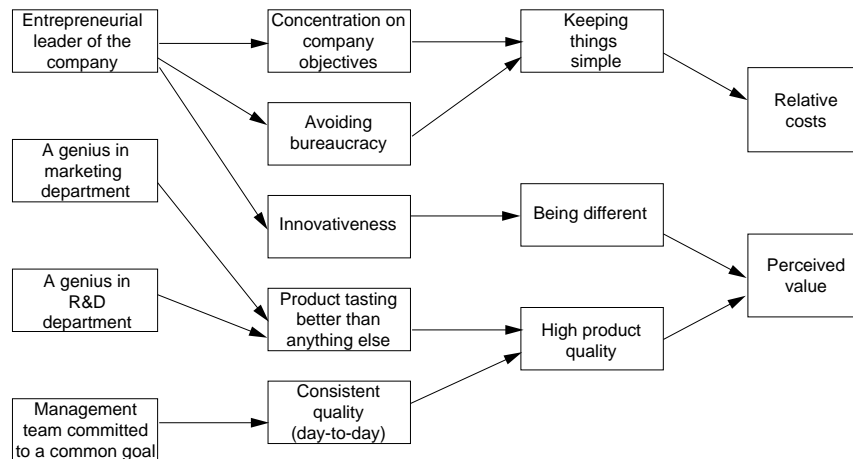 Entrepreneurial
leader of the
company
Concentration on
company
objectives
Keeping
things
simple
Avoiding
bureaucracy
Relative
costs
A genius in
marketing
department
Innovativeness
Being different
Perceived
value
A genius in
R&D
department
Product tasting
better than
anything else
High product
quality
Consistent
quality
(day-to-day)
Management
team committed
to a common goal